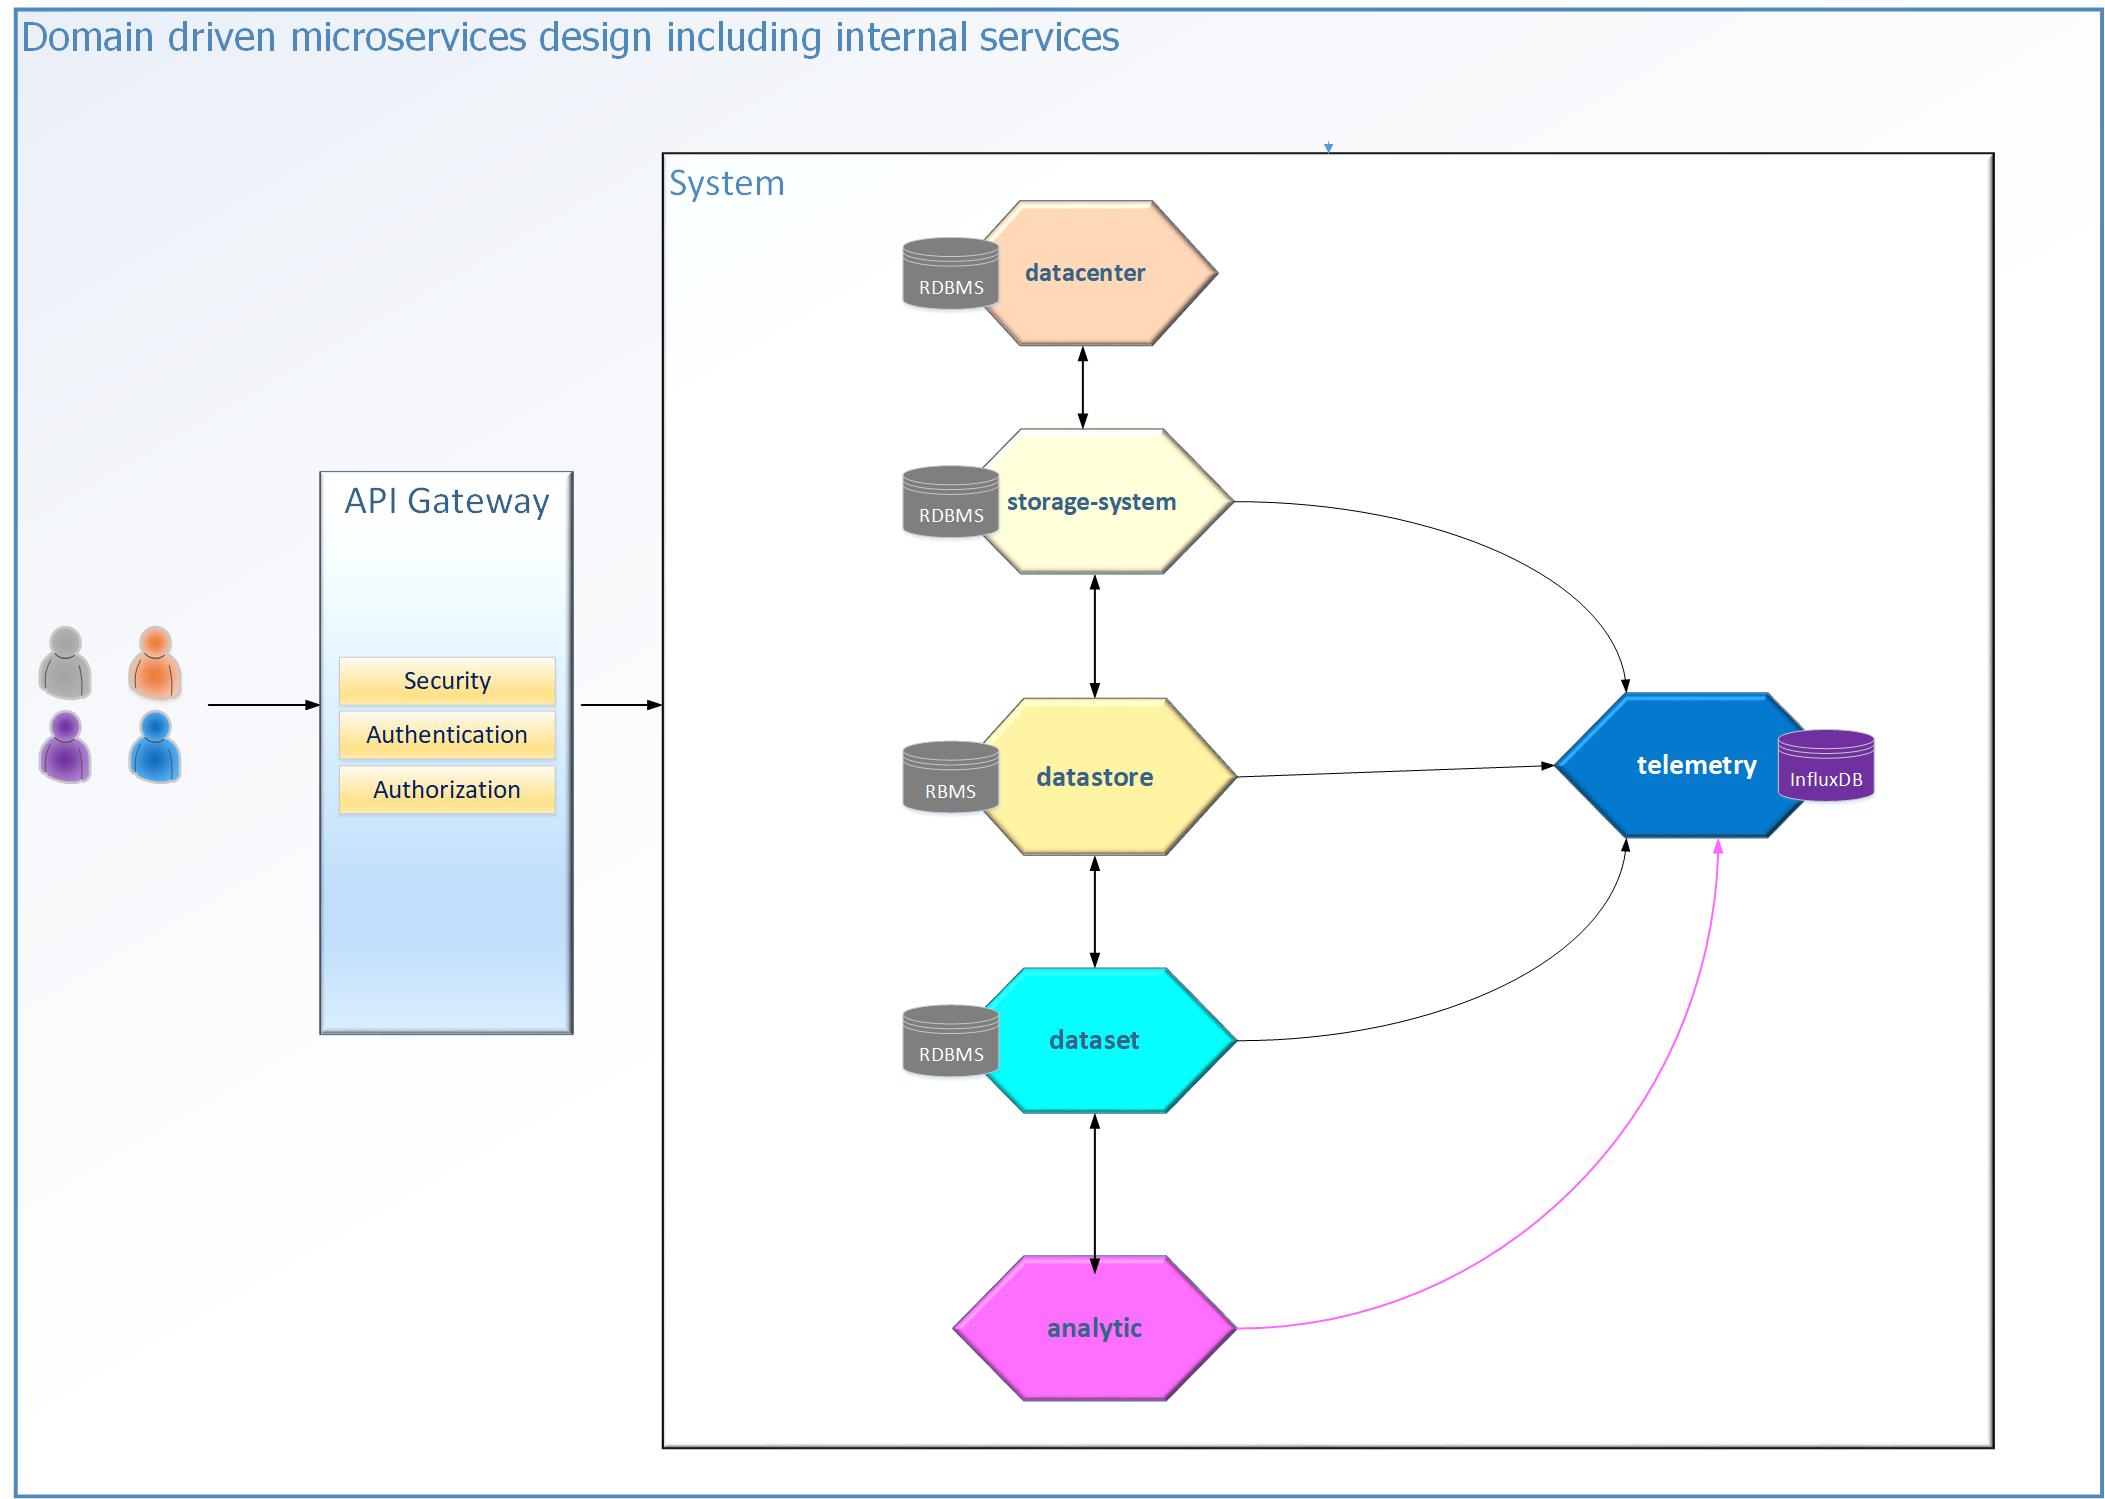 Domain driven microservices design including internal services
System
RDBMS
datacenter
API Gateway
RDBMS
storage-system
Security
Authentication
Authorization
RBMS
datastore
telemetry
InfluxDB
RDBMS
dataset
analytic